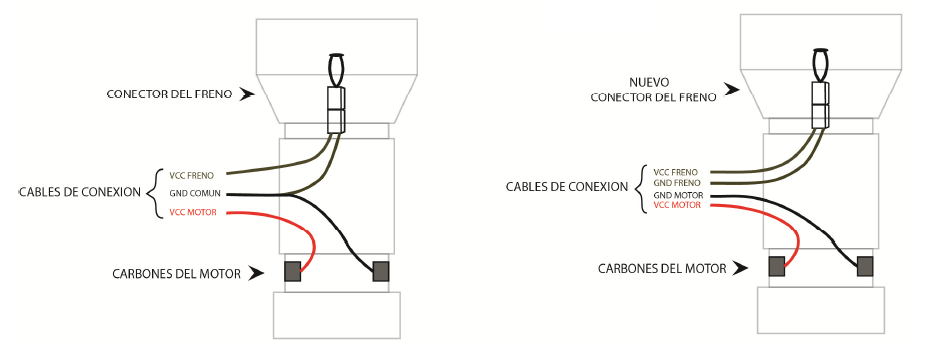 CONECTOR DEL FRENO
VCC FRENO
CABLES DE CONEXION
GND COMUN
VCC MOTOR
CARBONES DEL MOTOR
NUEVO
CONECTOR DEL FRENO
VCC FRENO
GND FRENO
CABLES DE CONEXION
GND MOTOR
VCC MOTOR
CARBONES DEL MOTOR